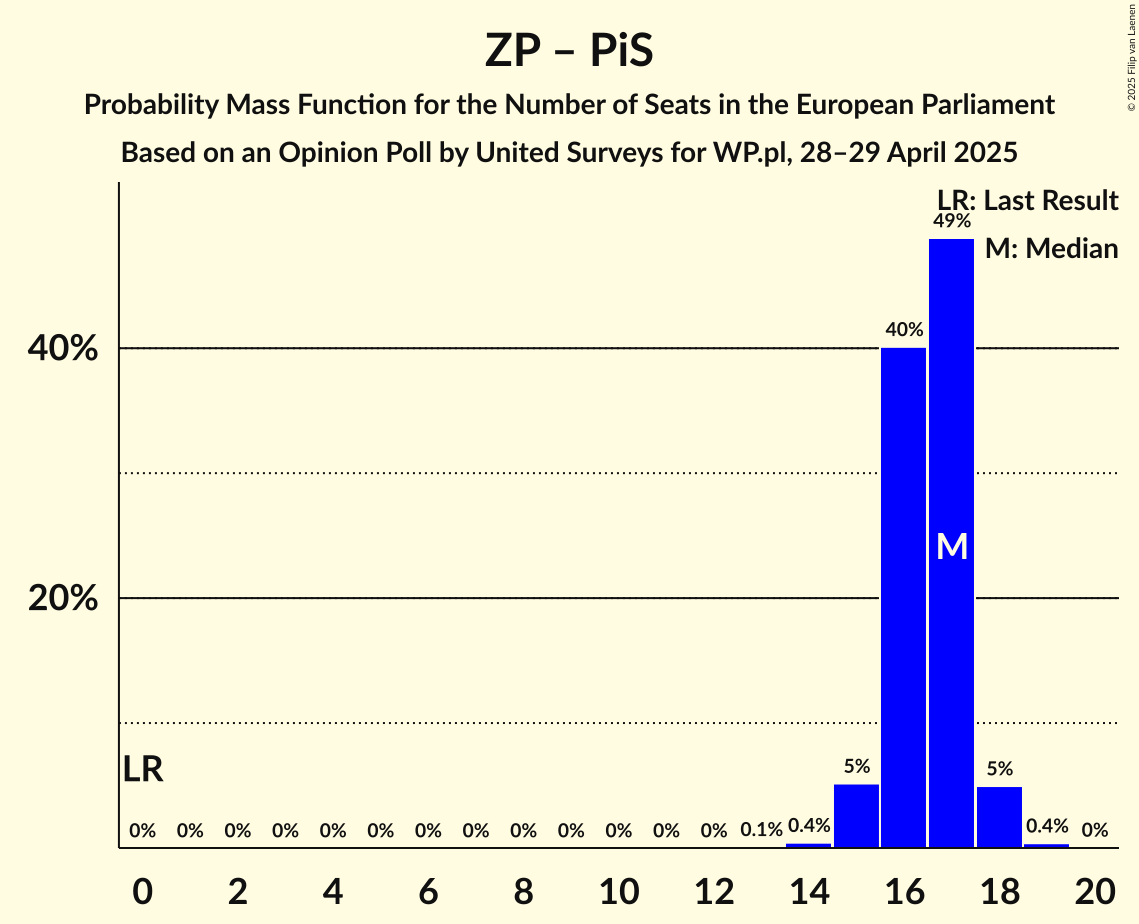 ZP – PiS
Probability Mass Function for the Number of Seats in the European Parliament
Based on an Opinion Poll by United Surveys for WP.pl, 28–29 April 2025
© 2025 Filip van Laenen
LR: Last Result
M: Median
49%
40%
40%
20%
M
LR
0% 0% 0% 0% 0% 0% 0% 0% 0% 0% 0% 0% 0% 0.1% 0.4% 5% 5% 0.4% 0%
0 2 4 6 8 10 12 14 16 18 20